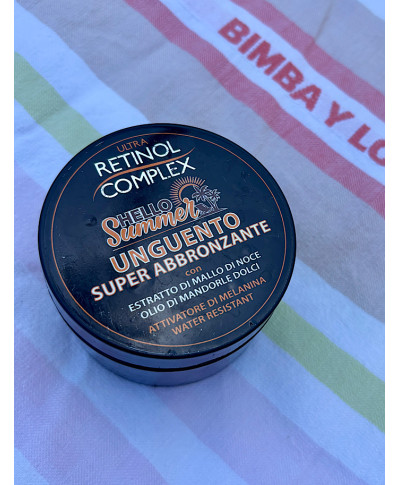 BIMBA Y LO
ULTRA
RETINOL
COMPLEX
HELLO
Summer
UNGUENTO
SUPER ABBRONZANTE
con
ESTRATTO DI MALLO DI NOCE
OLIO DI MANDORLE DOLCI
ATTIVATORE DI MELANINA
WATER RESISTANT